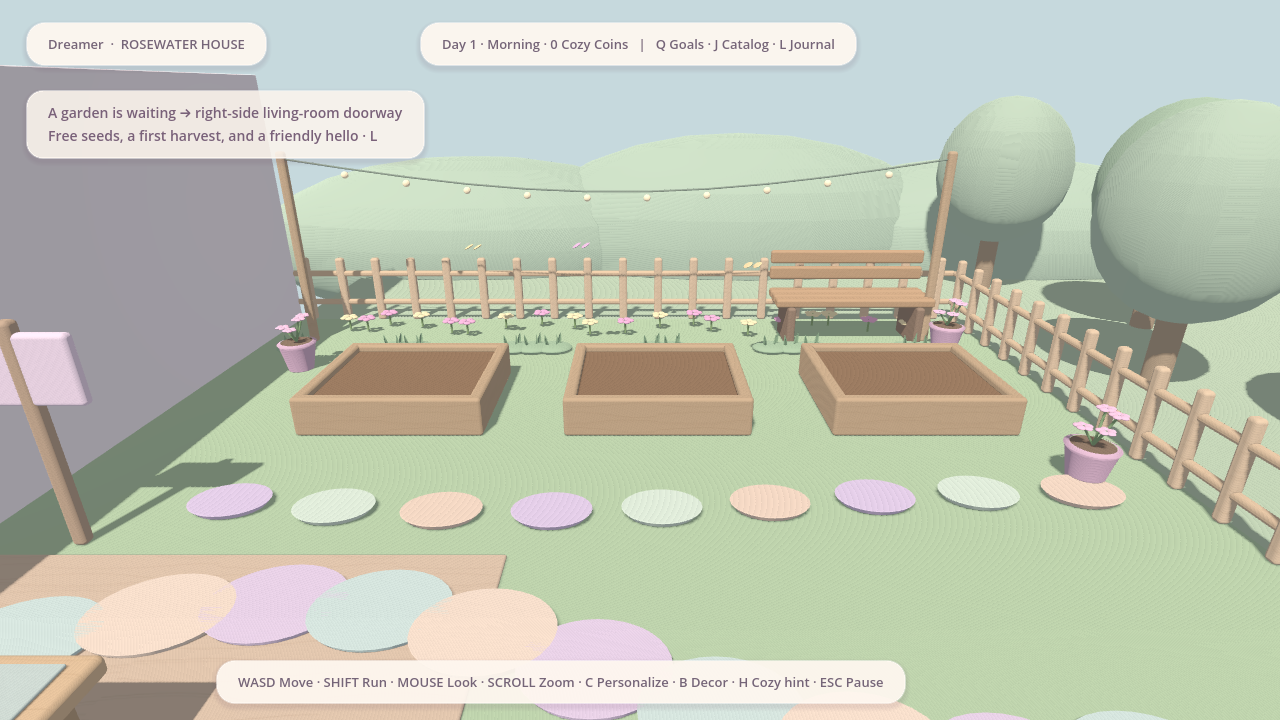 Dreamer · ROSEWATER HOUSE
Day 1 · Morning · 0 Cozy Coins | Q Goals · J Catalog · L Journal
A garden is waiting → right-side living-room doorway
Free seeds, a first harvest, and a friendly hello · L
WASD Move · SHIFT Run · MOUSE Look · SCROLL Zoom · C Personalize · B Decor · H Cozy hint · ESC Pause